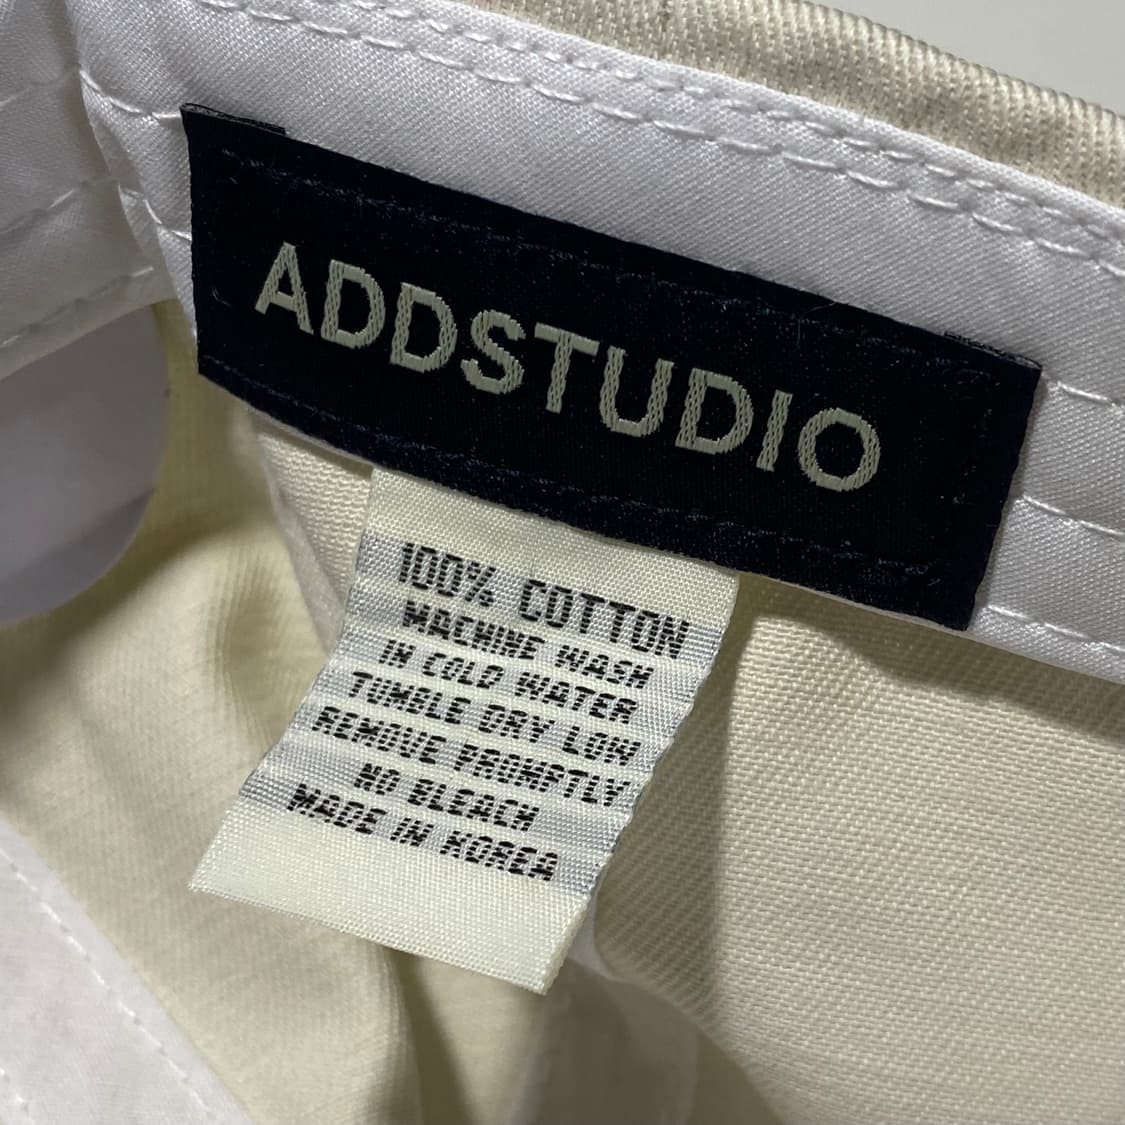 ADDSTUDIO
100% COTTON
MACHINE WASH
IN COLD WATER
TUMBLE DRY LOW
REMOVE PROMPTLY
NO BLEACH
MADE IN KOREA